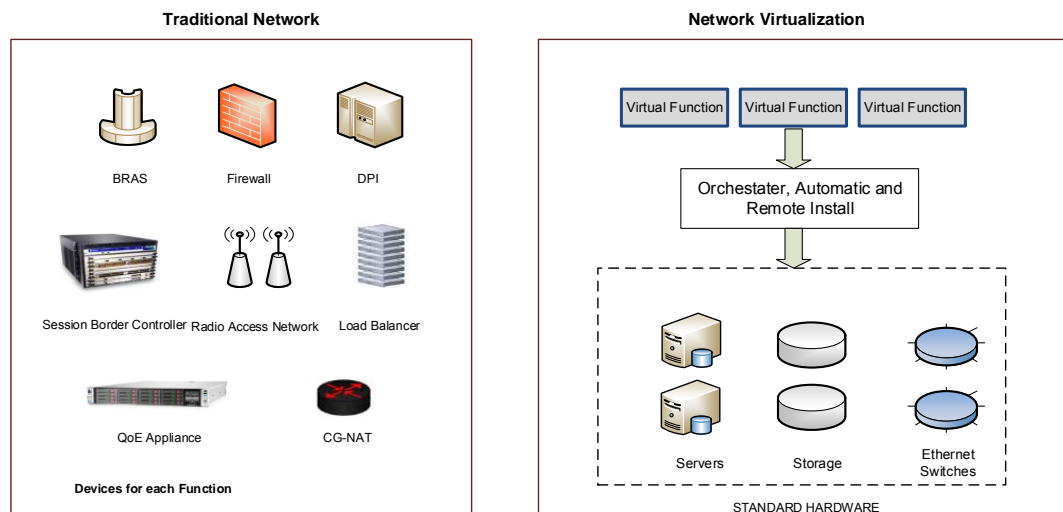 Traditional Network
BRAS
Firewall
DPI
Session Border Controller
Radio Access Network
Load Balancer
QoE Appliance
CG-NAT
Devices for each Function
Network Virtualization
Virtual Function
Virtual Function
Virtual Function
Orchestater, Automatic and
Remote Install
Servers
Storage
Ethernet
Switches
STANDARD HARDWARE